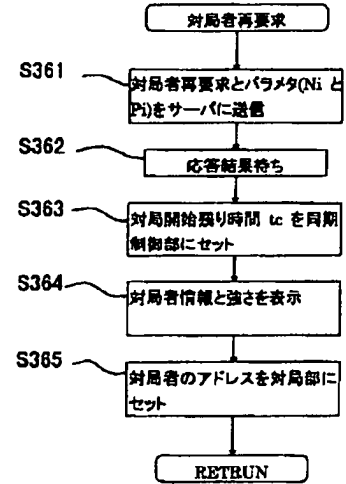 対局者再要求
S361
対局者再要求とパラメタ(Ni と
Pi)をサーバに送信
S362
応答結果待ち
S363
対局開始残り時間 tc を同期
制御部にセット
S364
対局者情報と強さを表示
S365
対局者のアドレスを対局部に
セット
RETRUN